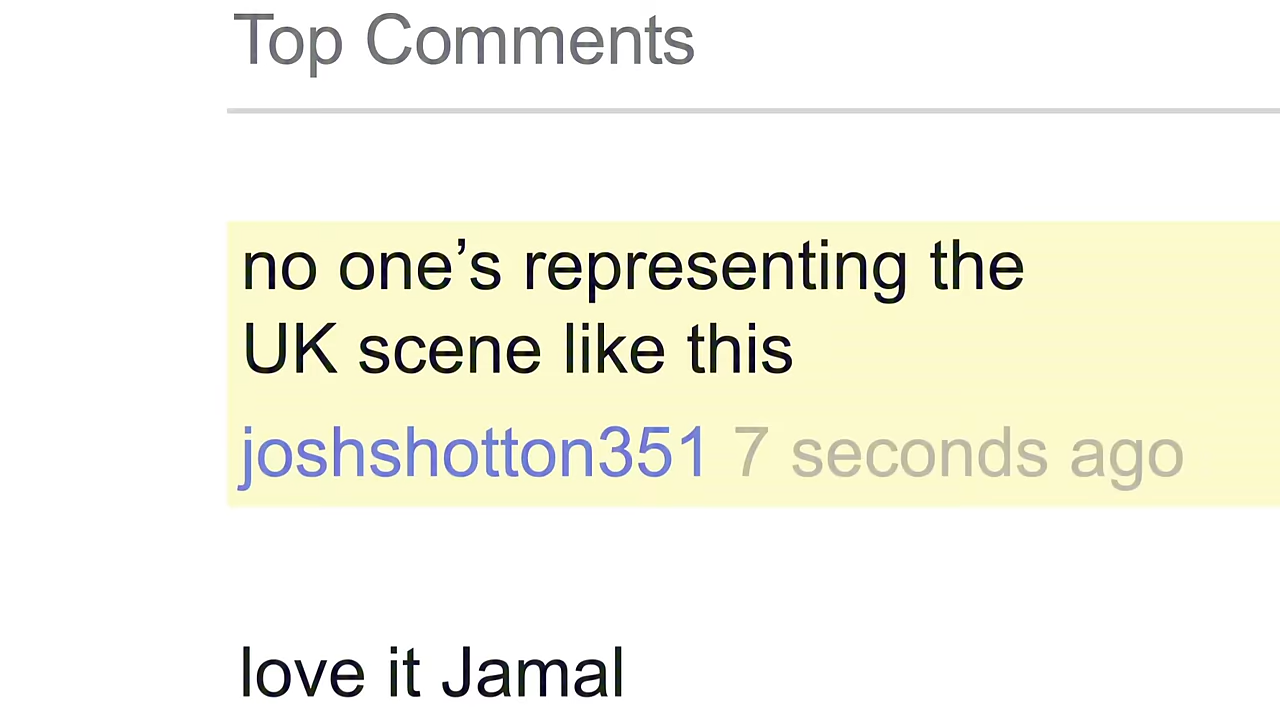 Top Comments
no one’s representing the
UK scene like this
joshshotton351 7 seconds ago
love it Jamal